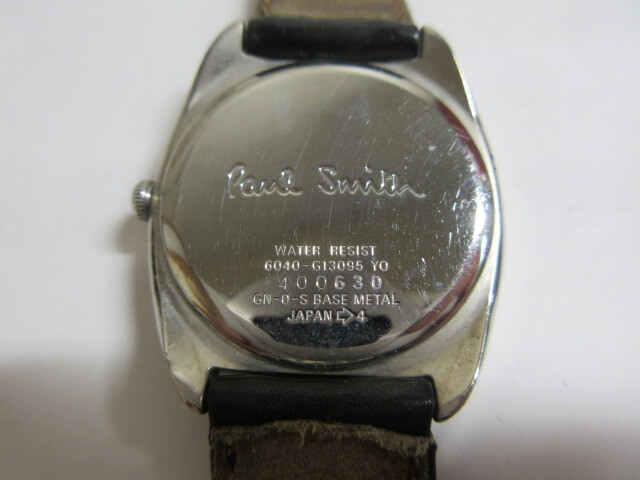 Paul Smith
WATER RESIST
6040-G13095 YO
400630
GN-0-S BASE METAL
JAPAN ⇨4